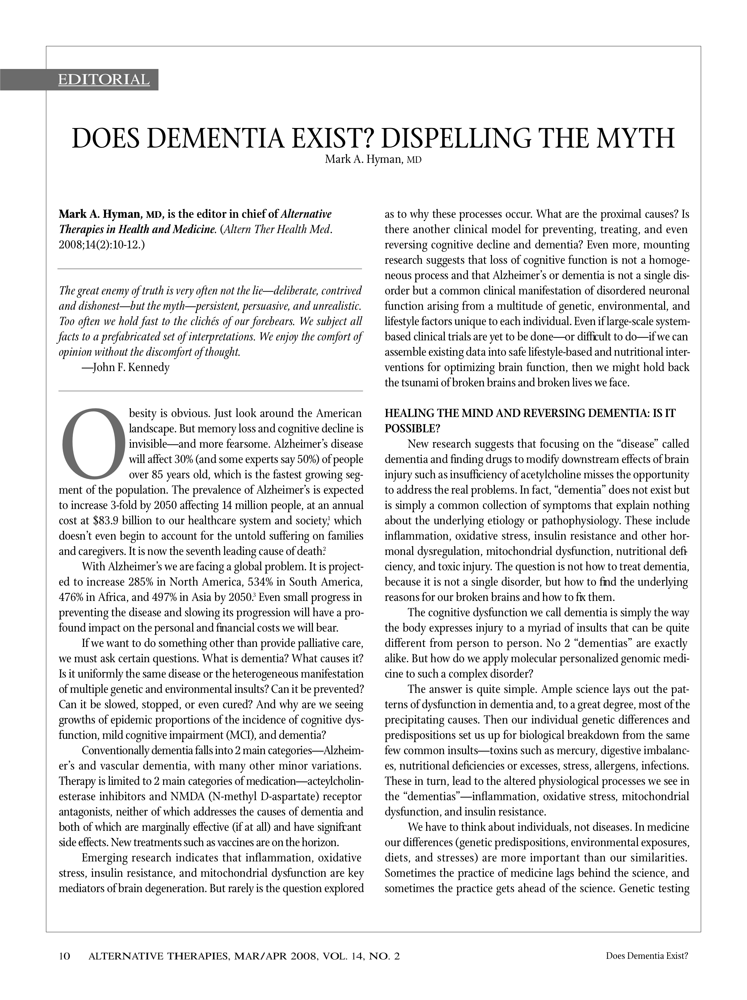 EDITORIAL
DOES DEMENTIA EXIST? DISPELLING THE MYTH
Mark A. Hyman, MD
Mark A. Hyman, MD, is the editor in chief of Alternative
Therapies in Health and Medicine. (Altern Ther Health Med.
2008;14(2):10-12.)
The great enemy of truth is very often not the lie—deliberate, contrived
and dishonest—but the myth—persistent, persuasive, and unrealistic.
Too often we hold fast to the clichés of our forebears. We subject all
facts to a prefabricated set of interpretations. We enjoy the comfort of
opinion without the discomfort of thought.
—John F. Kennedy
Obesity is obvious. Just look around the American
landscape. But memory loss and cognitive decline is
invisible—and more fearsome. Alzheimer's disease
will affect 30% (and some experts say 50%) of people
over 85 years old, which is the fastest growing seg-
ment of the population. The prevalence of Alzheimer's is expected
to increase 3-fold by 2050 affecting 14 million people, at an annual
cost at $83.9 billion to our healthcare system and society,1 which
doesn't even begin to account for the untold suffering on families
and caregivers. It is now the seventh leading cause of death.2
With Alzheimer's we are facing a global problem. It is project-
ed to increase 285% in North America, 534% in South America,
476% in Africa, and 497% in Asia by 2050.3 Even small progress in
preventing the disease and slowing its progression will have a pro-
found impact on the personal and financial costs we will bear.
If we want to do something other than provide palliative care,
we must ask certain questions. What is dementia? What causes it?
Is it uniformly the same disease or the heterogeneous manifestation
of multiple genetic and environmental insults? Can it be prevented?
Can it be slowed, stopped, or even cured? And why are we seeing
growths of epidemic proportions of the incidence of cognitive dys-
function, mild cognitive impairment (MCI), and dementia?
Conventionally dementia falls into 2 main categories—Alzheim-
er's and vascular dementia, with many other minor variations.
Therapy is limited to 2 main categories of medication—acteylcholin-
esterase inhibitors and NMDA (N-methyl D-aspartate) receptor
antagonists, neither of which addresses the causes of dementia and
both of which are marginally effective (if at all) and have significant
side effects. New treatments such as vaccines are on the horizon.
Emerging research indicates that inflammation, oxidative
stress, insulin resistance, and mitochondrial dysfunction are key
mediators of brain degeneration. But rarely is the question explored
as to why these processes occur. What are the proximal causes? Is
there another clinical model for preventing, treating, and even
reversing cognitive decline and dementia? Even more, mounting
research suggests that loss of cognitive function is not a homoge-
neous process and that Alzheimer's or dementia is not a single dis-
order but a common clinical manifestation of disordered neuronal
function arising from a multitude of genetic, environmental, and
lifestyle factors unique to each individual. Even if large-scale system-
based clinical trials are yet to be done—or difficult to do—if we can
assemble existing data into safe lifestyle-based and nutritional inter-
ventions for optimizing brain function, then we might hold back
the tsunami of broken brains and broken lives we face.
HEALING THE MIND AND REVERSING DEMENTIA: IS IT
POSSIBLE?
New research suggests that focusing on the "disease" called
dementia and finding drugs to modify downstream effects of brain
injury such as insufficiency of acetylcholine misses the opportunity
to address the real problems. In fact, "dementia" does not exist but
is simply a common collection of symptoms that explain nothing
about the underlying etiology or pathophysiology. These include
inflammation, oxidative stress, insulin resistance and other hor-
monal dysregulation, mitochondrial dysfunction, nutritional defi-
ciency, and toxic injury. The question is not how to treat dementia,
because it is not a single disorder, but how to find the underlying
reasons for our broken brains and how to fix them.
The cognitive dysfunction we call dementia is simply the way
the body expresses injury to a myriad of insults that can be quite
different from person to person. No 2 "dementias" are exactly
alike. But how do we apply molecular personalized genomic medi-
cine to such a complex disorder?
The answer is quite simple. Ample science lays out the pat-
terns of dysfunction in dementia and, to a great degree, most of the
precipitating causes. Then our individual genetic differences and
predispositions set us up for biological breakdown from the same
few common insults—toxins such as mercury, digestive imbalanc-
es, nutritional deficiencies or excesses, stress, allergens, infections.
These in turn, lead to the altered physiological processes we see in
the "dementias"—inflammation, oxidative stress, mitochondrial
dysfunction, and insulin resistance.
We have to think about individuals, not diseases. In medicine
our differences (genetic predispositions, environmental exposures,
diets, and stresses) are more important than our similarities.
Sometimes the practice of medicine lags behind the science, and
sometimes the practice gets ahead of the science. Genetic testing
10 ALTERNATIVE THERAPIES, MAR/APR 2008, VOL. 14, NO. 2
Does Dementia Exist?